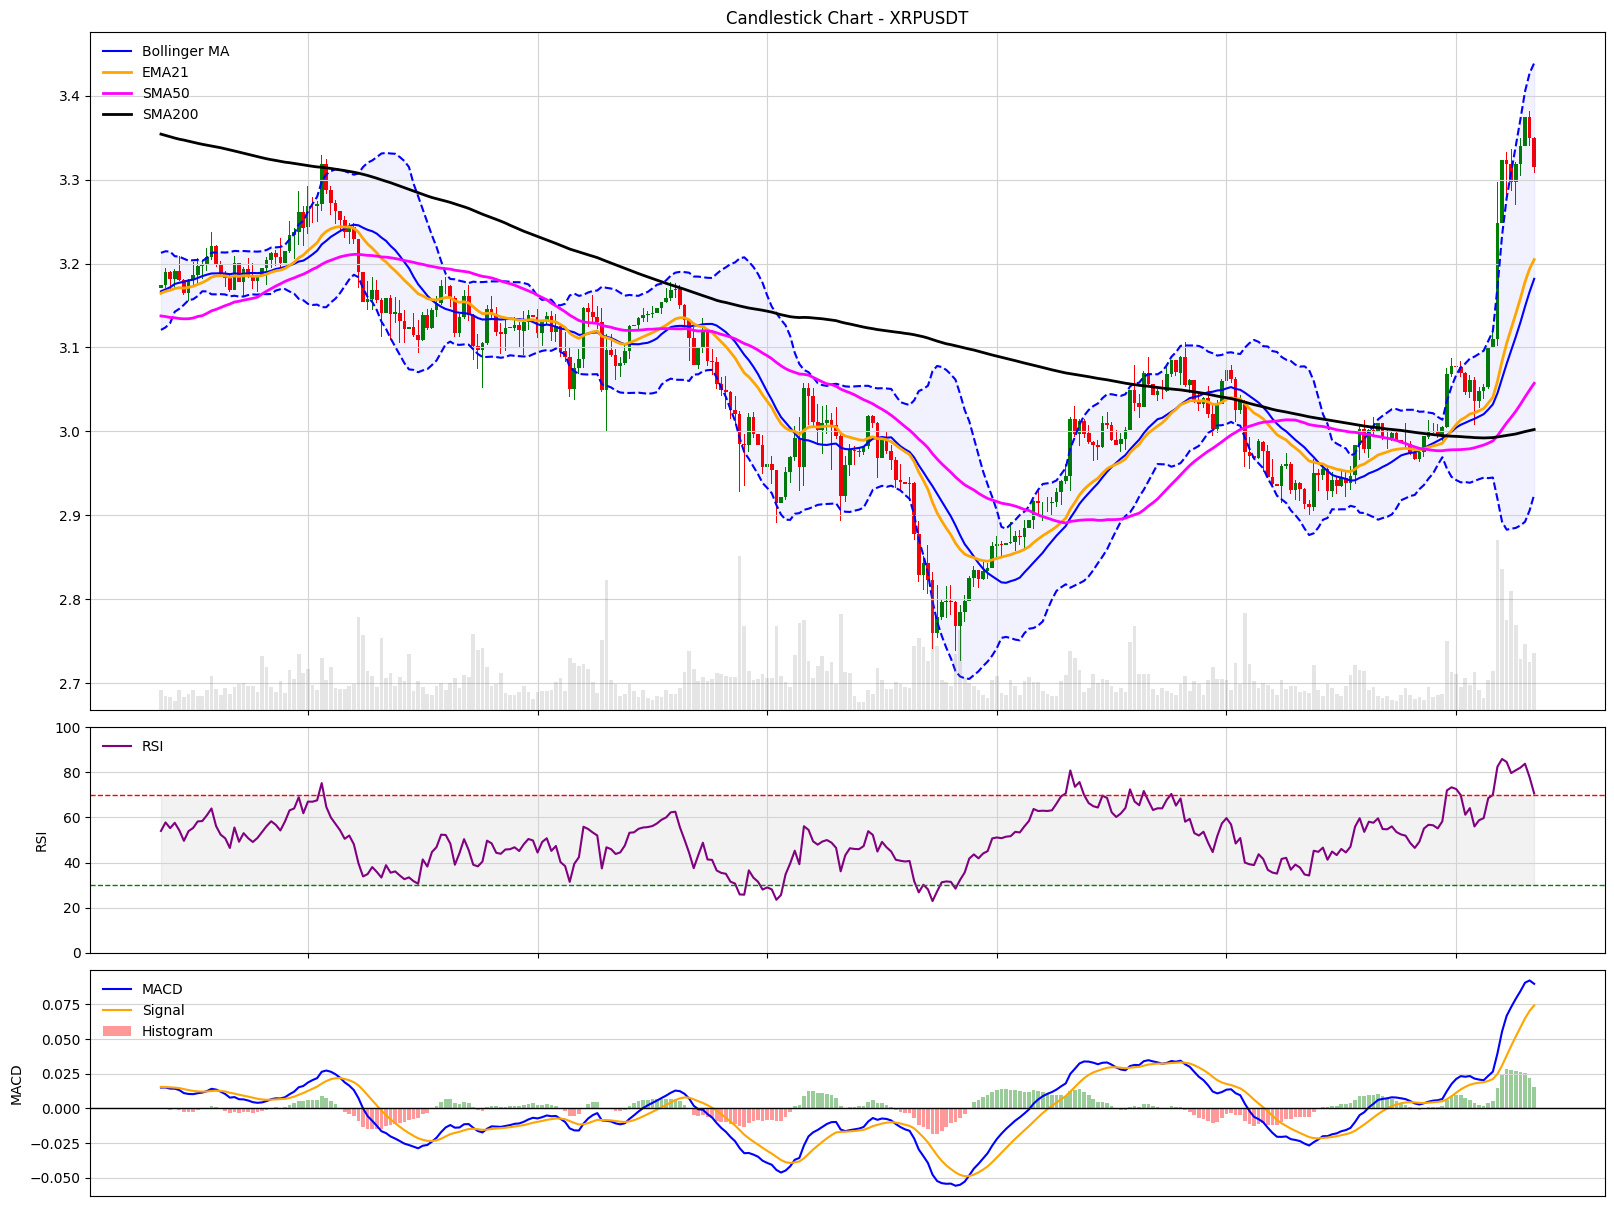 Candlestick Chart - XRPUSDT
Bollinger MA
EMA21
SMA50
SMA200
3.4
3.3
3.2
3.1
3.0
2.9
2.8
2.7
RSI
100
80
60
40
20
0
RSI
MACD
Signal
Histogram
0.075
0.050
0.025
0.000
−0.025
−0.050
MACD